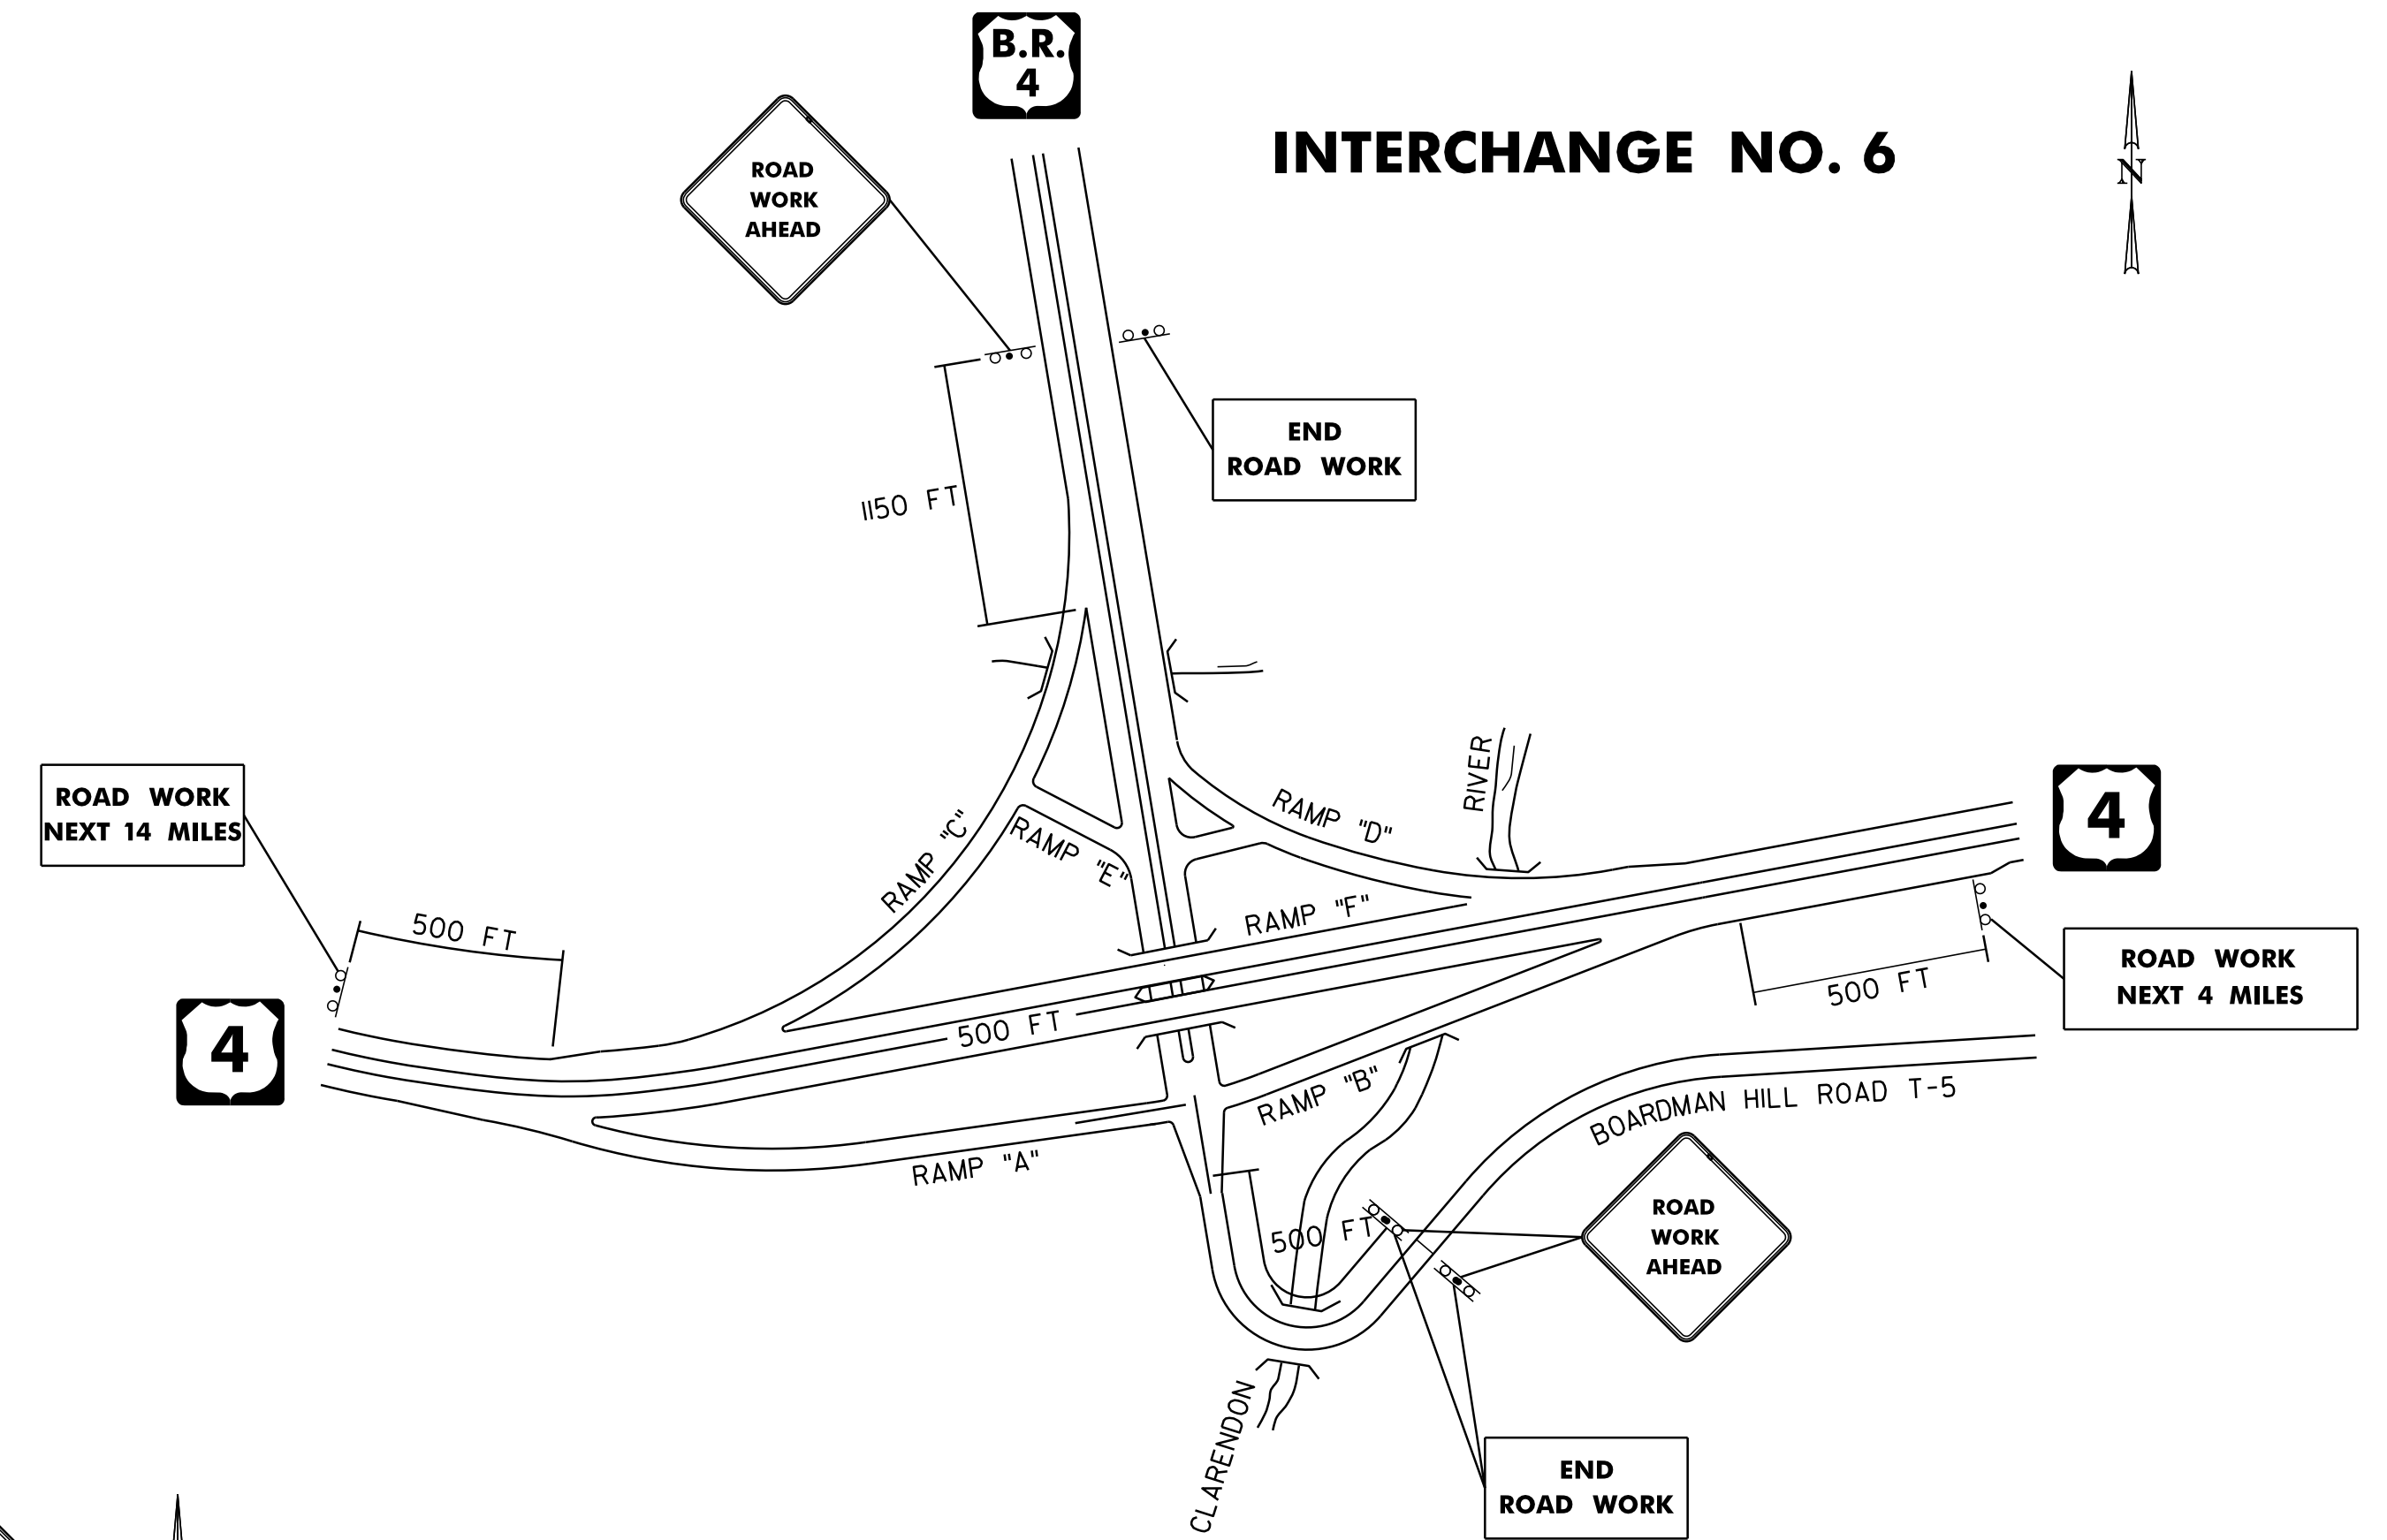 B.R.
4
INTERCHANGE NO. 6
N
ROAD
WORK
AHEAD
END
ROAD WORK
1150 FT
RIVER
RAMP "D"
ROAD WORK
NEXT 14 MILES
4
RAMP "C"
RAMP "E"
RAMP "F"
500 FT
ROAD WORK
NEXT 4 MILES
500 FT
4
500 FT
RAMP "B"
BOARDMAN HILL ROAD T-5
RAMP "A"
500 FT
ROAD
WORK
AHEAD
CLARENDON
END
ROAD WORK